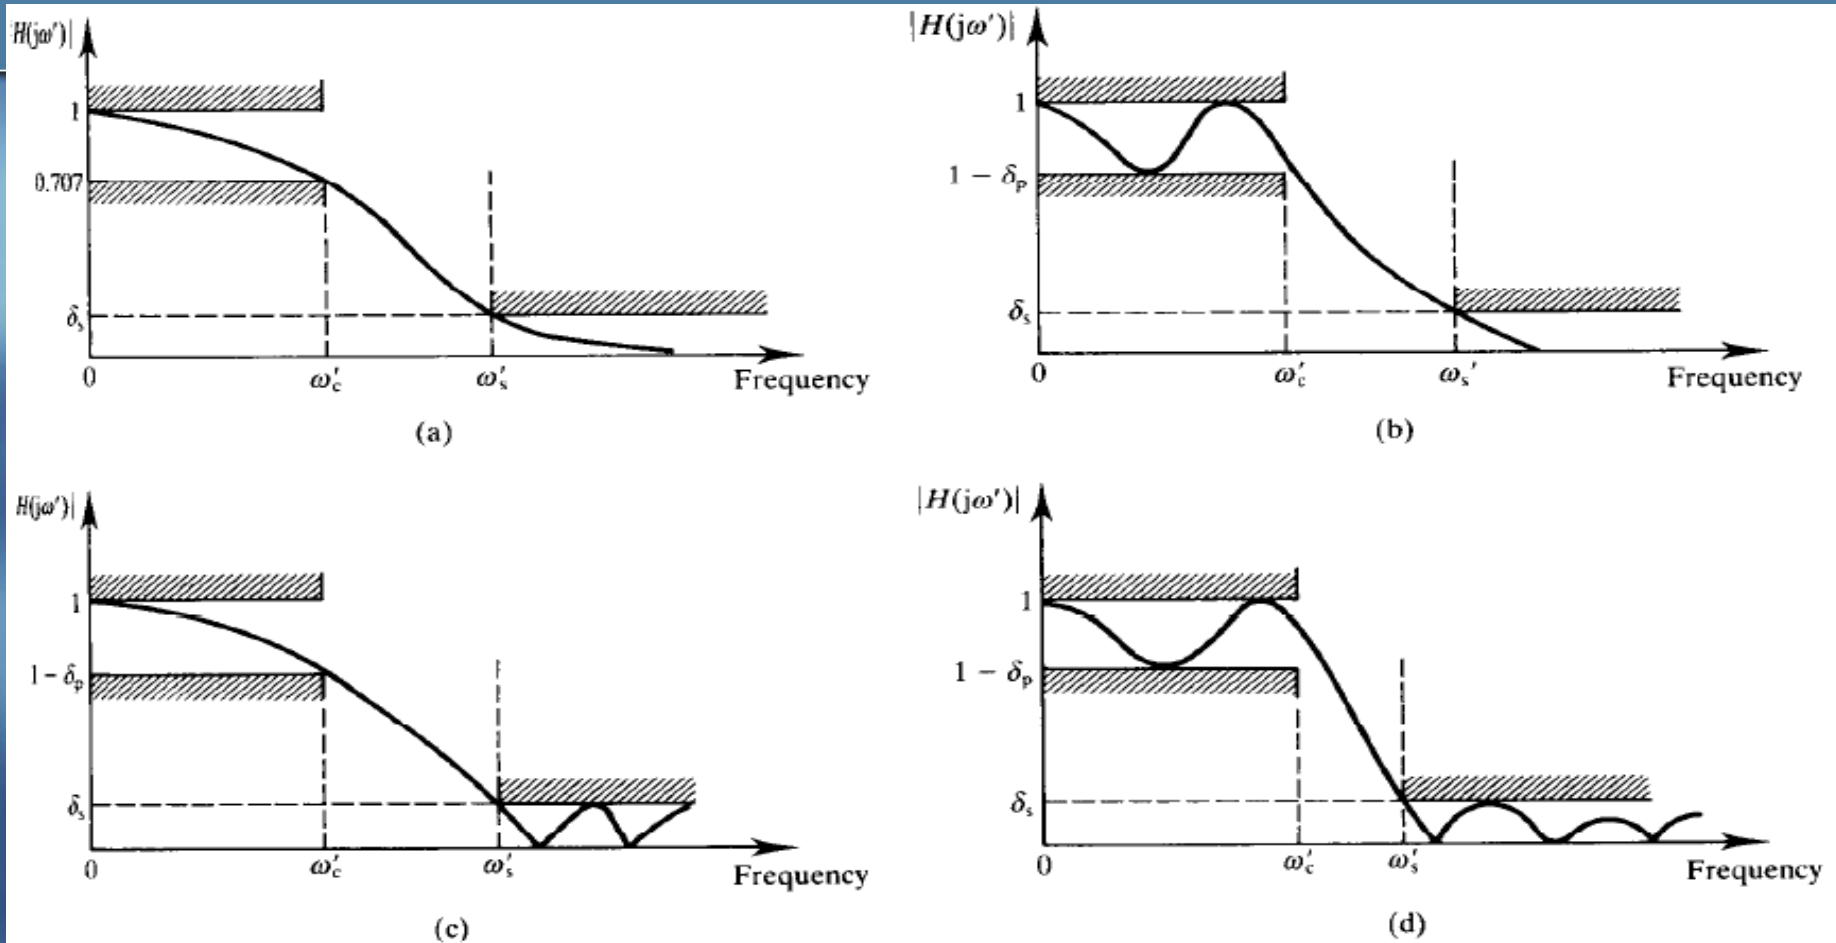 |H(jω′)|
1
0.707
δₛ
0
ω′c
ω′s
Frequency
(a)
|H(jω′)|
1
1 − δₚ
δₛ
0
ω′c
ωs′
Frequency
(b)
H(jω′)|
1
1 − δₚ
δₛ
0
ω′c
ω′s
Frequency
(c)
|H(jω′)|
1
1 − δₚ
δₛ
0
ω′c
ω′s
Frequency
(d)